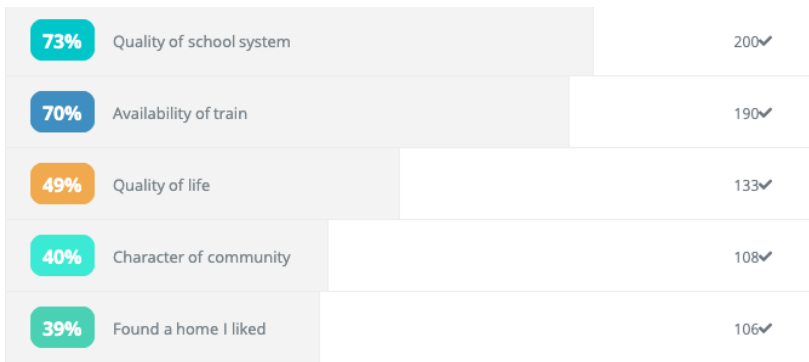 73% Quality of school system 200
70% Availability of train 190
49% Quality of life 133
40% Character of community 108
39% Found a home I liked 106